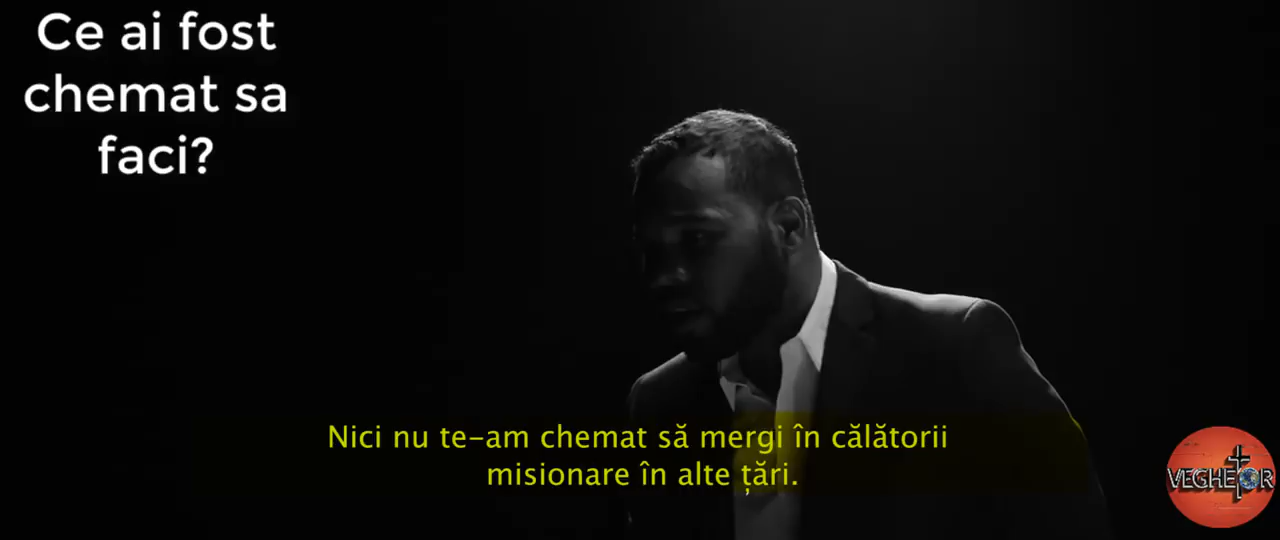 Ce ai fost
chemat sa
faci?
Nici nu te-am chemat să mergi în călătorii
misionare în alte țări.
VEGHETOR